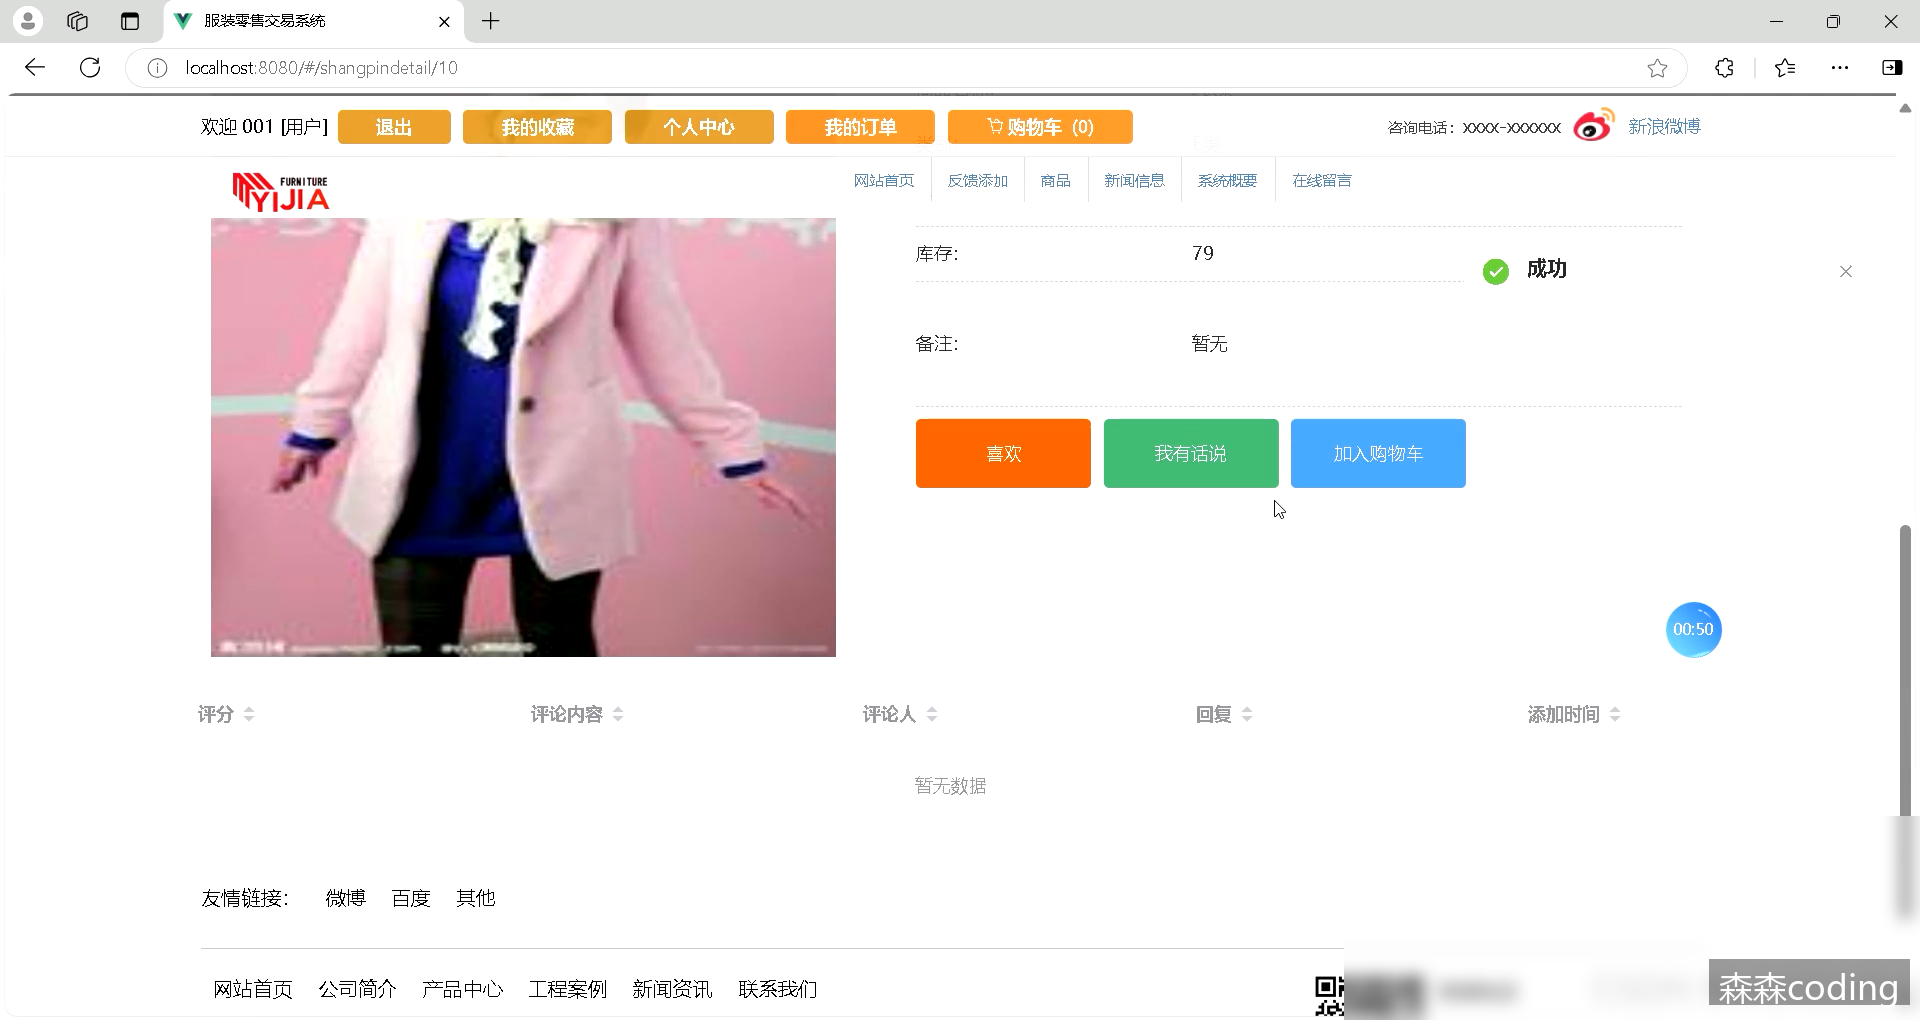 服装零售交易系统
localhost:8080/#/shangpindetail/10
欢迎 001 [用户] 退出 我的收藏 个人中心 我的订单 购物车 (0) 咨询电话：xxxx-xxxxxx 新浪微博
FURNITURE
YIJIA
网站首页 反馈添加 商品 新闻信息 系统概要 在线留言
库存： 79
成功
备注： 暂无
喜欢 我有话说 加入购物车
00:50
评分 评论内容 评论人 回复 添加时间
暂无数据
友情链接： 微博 百度 其他
网站首页 公司简介 产品中心 工程案例 新闻资讯 联系我们
森森coding